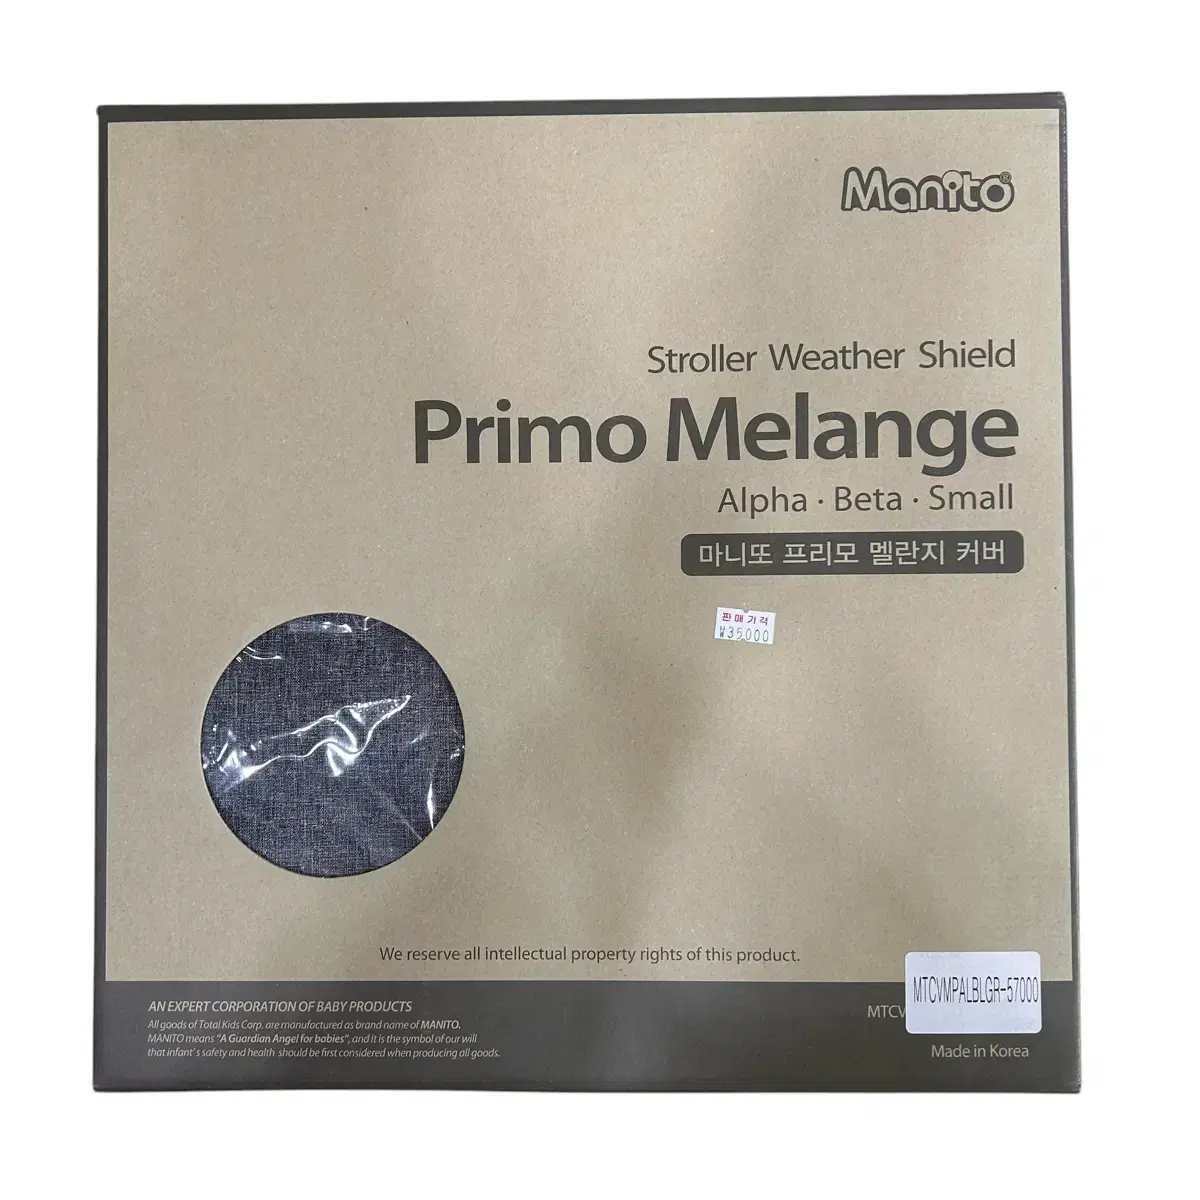 Manito®
Stroller Weather Shield
Primo Melange
Alpha · Beta · Small
마니또 프리모 멜란지 커버
판매가격
₩35000
We reserve all intellectual property rights of this product.
AN EXPERT CORPORATION OF BABY PRODUCTS
All goods of Total Kids Corp, are manufactured as brand name of MANITO.
MANITO means "A Guardian Angel for babies", and it is the symbol of our will
that infant's safety and health should be first considered when producing all goods.
MTCV
MTCVMPALBLGR-57000
Made in Korea